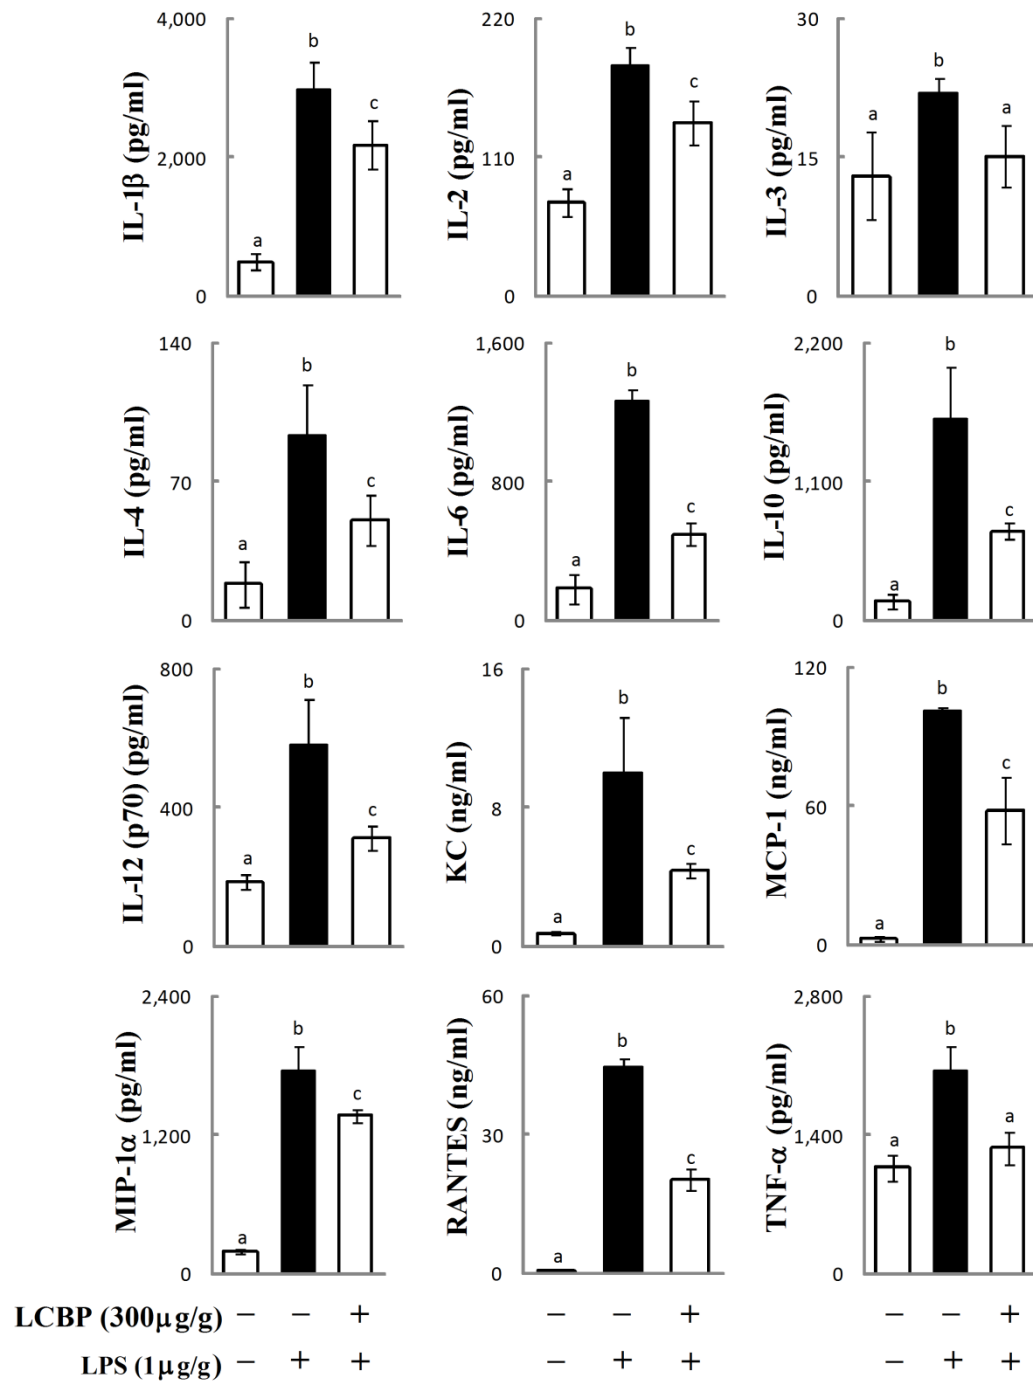 4,000
2,000
0
IL-1β (pg/ml)
a
b
c
220
110
0
IL-2 (pg/ml)
a
b
c
30
15
0
IL-3 (pg/ml)
a
b
a
140
70
0
IL-4 (pg/ml)
a
b
c
1,600
800
0
IL-6 (pg/ml)
a
b
c
2,200
1,100
0
IL-10 (pg/ml)
a
b
c
800
400
0
IL-12 (p70) (pg/ml)
a
b
c
16
8
0
KC (ng/ml)
a
b
c
120
60
0
MCP-1 (ng/ml)
a
b
c
2,400
1,200
0
MIP-1α (pg/ml)
a
b
c
60
30
0
RANTES (ng/ml)
a
b
c
2,800
1,400
0
TNF-α (pg/ml)
a
b
a
LCBP (300μg/g) − − + − − + − − +
LPS (1μg/g) − + + − + + − + +